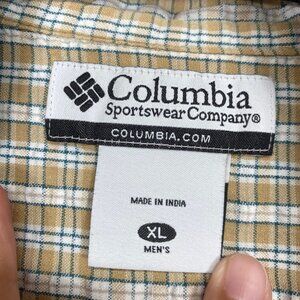 Columbia
Sportswear Company®
COLUMBIA.COM
MADE IN INDIA
XL
MEN'S